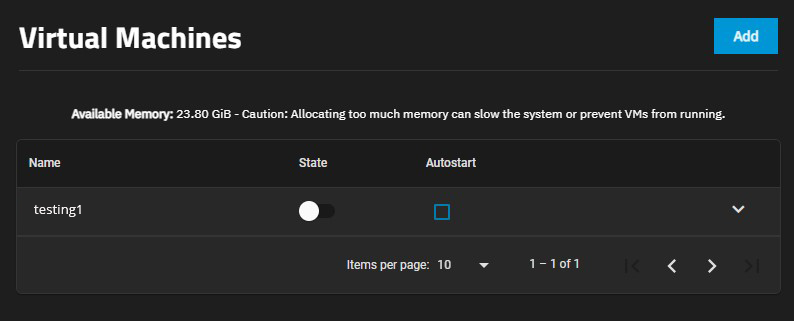 Virtual Machines
Add
Available Memory: 23.80 GiB - Caution: Allocating too much memory can slow the system or prevent VMs from running.
Name State Autostart
testing1
Items per page: 10 1 – 1 of 1